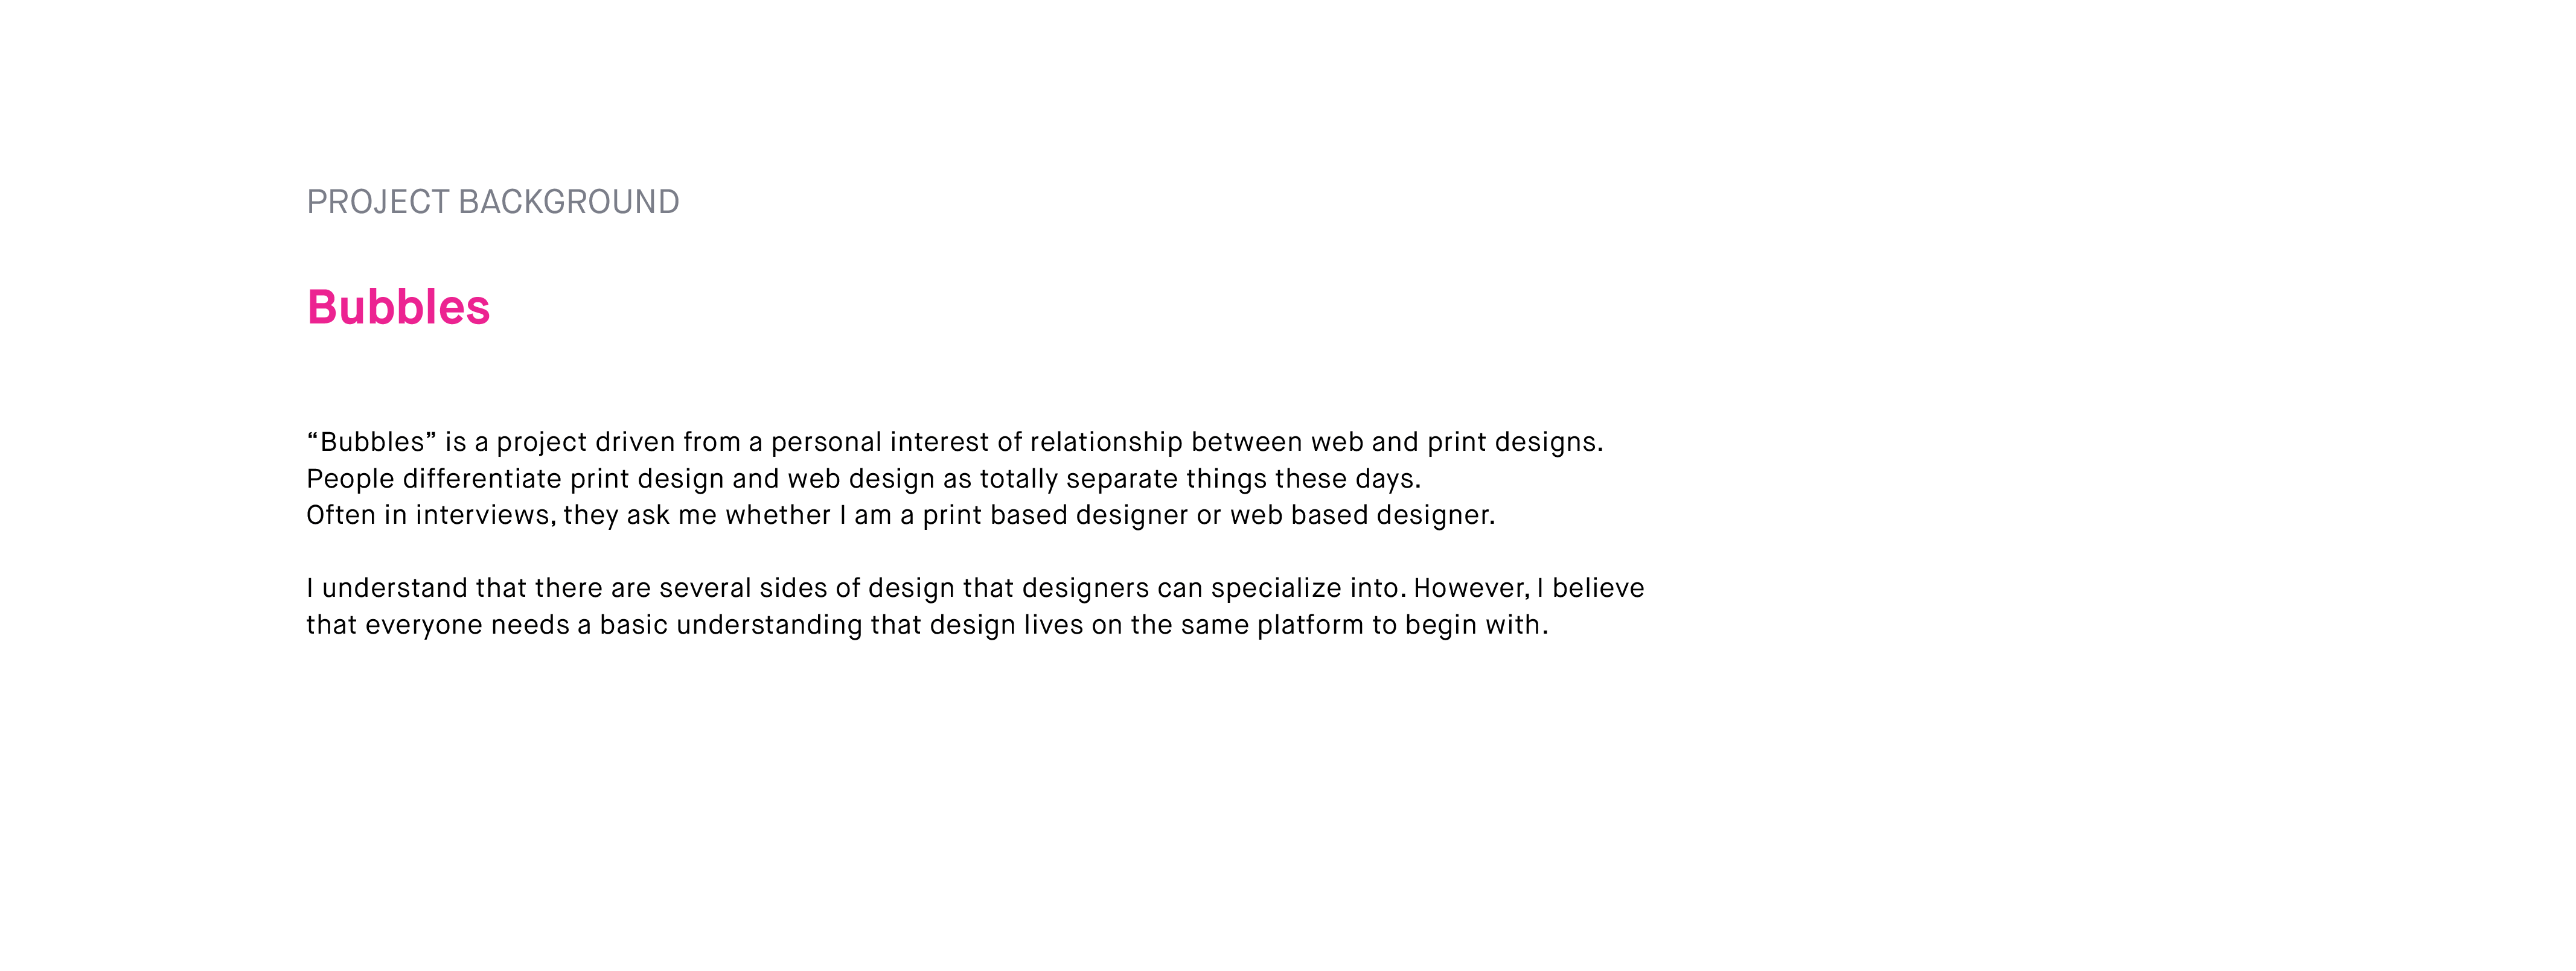 PROJECT BACKGROUND
Bubbles
“Bubbles” is a project driven from a personal interest of relationship between web and print designs.
People differentiate print design and web design as totally separate things these days.
Often in interviews, they ask me whether I am a print based designer or web based designer.
I understand that there are several sides of design that designers can specialize into. However, I believe
that everyone needs a basic understanding that design lives on the same platform to begin with.